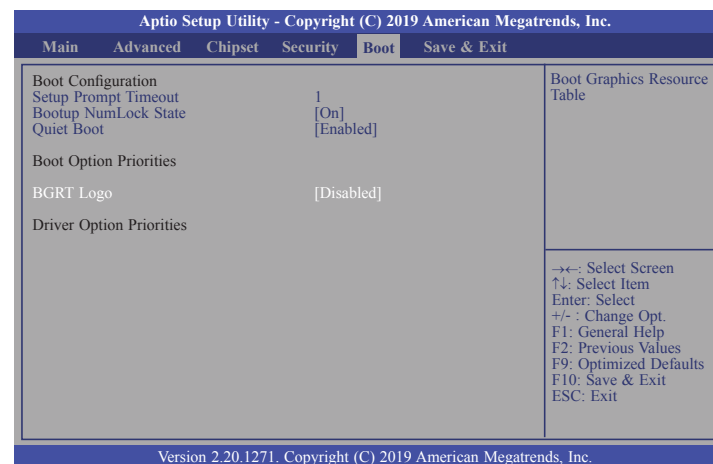 Aptio Setup Utility - Copyright (C) 2019 American Megatrends, Inc.
Main Advanced Chipset Security Boot Save & Exit
Boot Configuration
Setup Prompt Timeout 1
Bootup NumLock State [On]
Quiet Boot [Enabled]
Boot Option Priorities
BGRT Logo [Disabled]
Driver Option Priorities
Boot Graphics Resource
Table
→←: Select Screen
↑↓: Select Item
Enter: Select
+/- : Change Opt.
F1: General Help
F2: Previous Values
F9: Optimized Defaults
F10: Save & Exit
ESC: Exit
Version 2.20.1271. Copyright (C) 2019 American Megatrends, Inc.